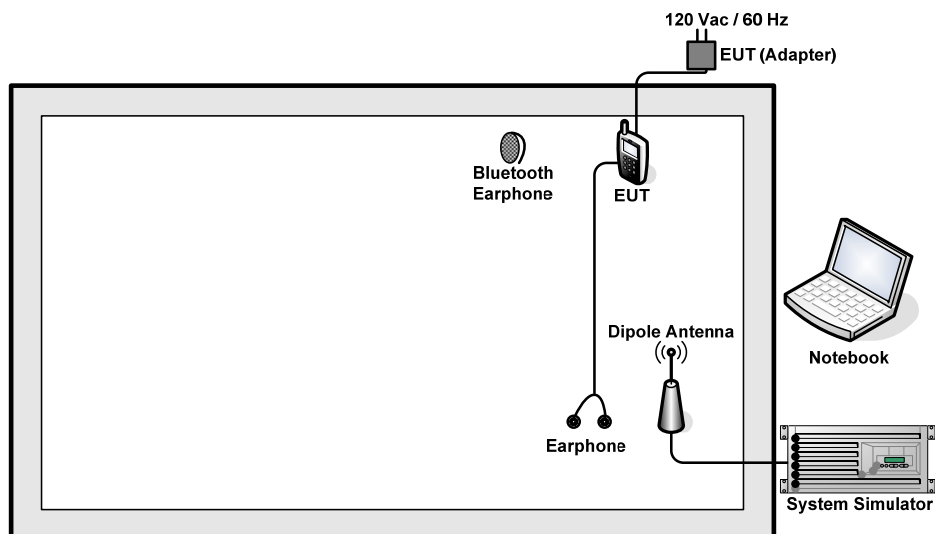 120 Vac / 60 Hz
EUT (Adapter)
Bluetooth
Earphone
EUT
Notebook
Dipole Antenna
Earphone
System Simulator